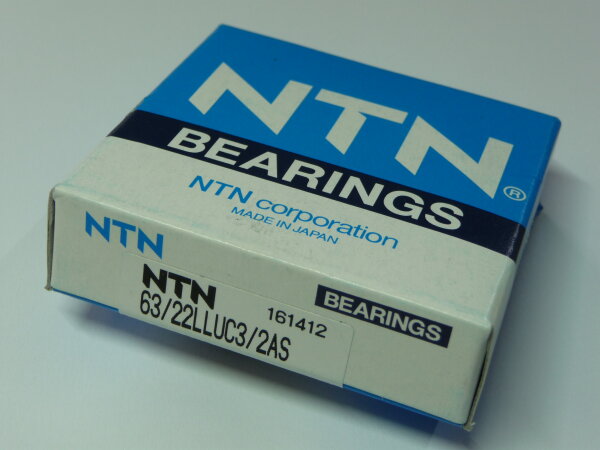 NTN®
BEARINGS
NTN corporation
MADE IN JAPAN
NTN
BEARINGS
NTN
161412
63/22LLUC3/2AS